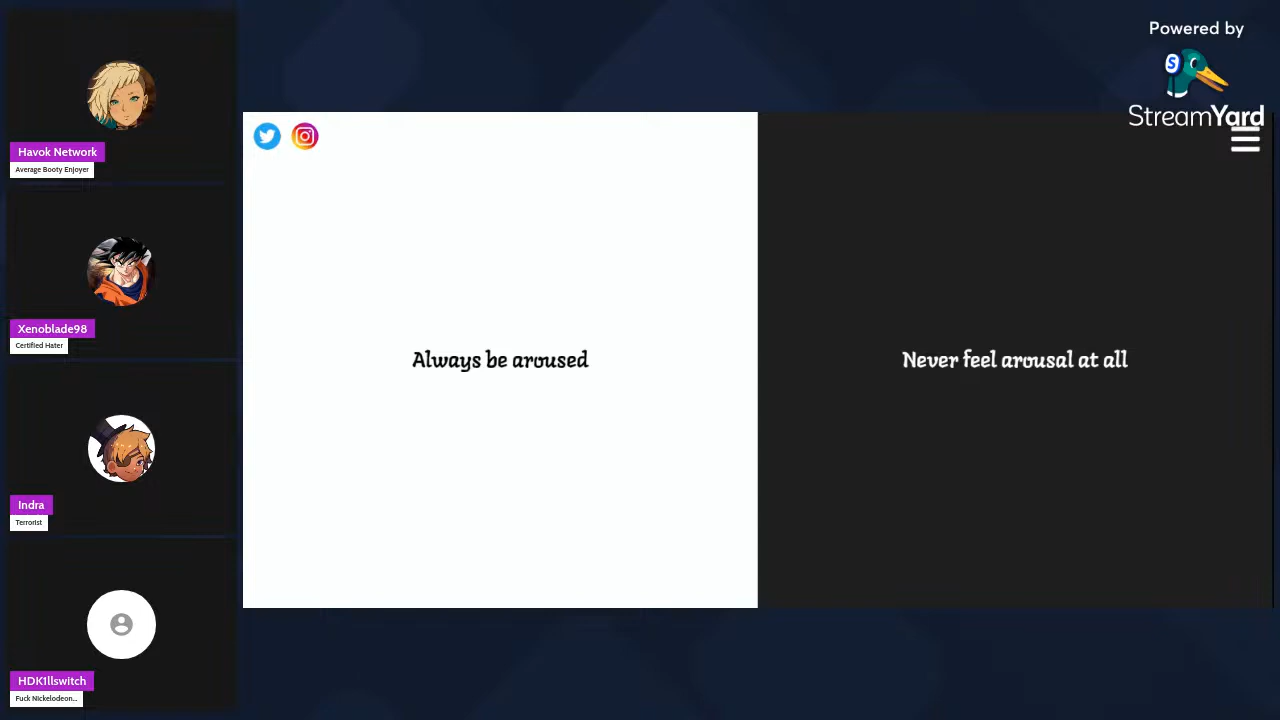 Powered by
S
StreamYard
Havok Network
Average Booty Enjoyer
Xenoblade98
Certified Hater
Indra
Terrorist
HDK1llsw1tch
Fuck Nickelodeon...
Always be aroused
Never feel arousal at all